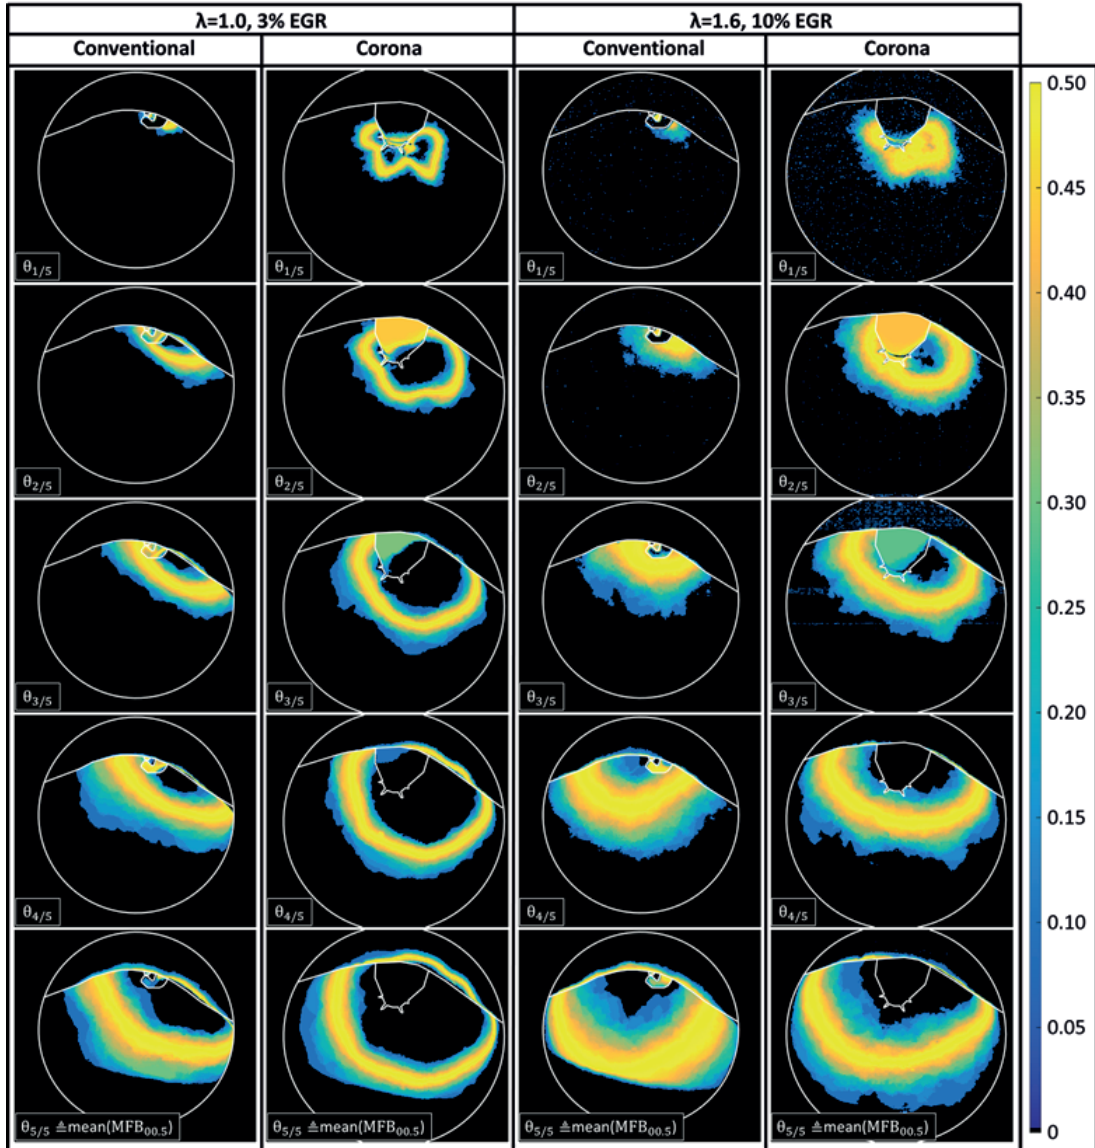 λ=1.0, 3% EGR λ=1.6, 10% EGR
Conventional Corona Conventional Corona
θ1/5 θ1/5 θ1/5 θ1/5
θ2/5 θ2/5 θ2/5 θ2/5
θ3/5 θ3/5 θ3/5 θ3/5
θ4/5 θ4/5 θ4/5 θ4/5
θ5/5 ≙mean(MFB00.5) θ5/5 ≙mean(MFB00.5) θ5/5 ≙mean(MFB00.5) θ5/5 ≙mean(MFB00.5)
0.50
0.45
0.40
0.35
0.30
0.25
0.20
0.15
0.10
0.05
0